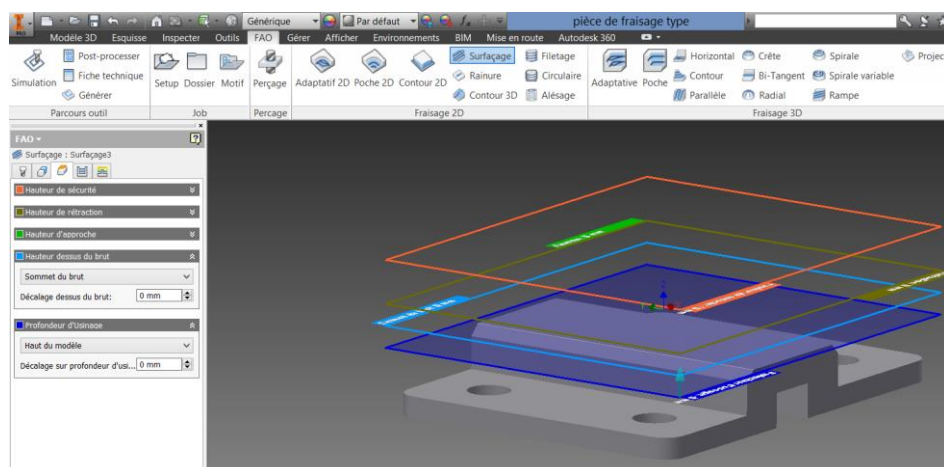 Générique Par défaut pièce de fraisage type
PRO Modèle 3D Esquisse Inspecter Outils FAO Gérer Afficher Environnements BIM Mise en route Autodesk 360
Post-processer Surfaçage Filetage Horizontal Crête Spirale Projec
Fiche technique Rainure Circulaire Contour Bi-Tangent Spirale variable
Simulation Setup Dossier Motif Perçage Adaptatif 2D Poche 2D Contour 2D Adaptative Poche
Générer Contour 3D Alésage Parallèle Radial Rampe
Parcours outil Job Percage Fraisage 2D Fraisage 3D
FAO
Surfaçage : Surfaçage3
Hauteur de sécurité
Hauteur de rétraction
Hauteur d'approche
Hauteur dessus du brut
Sommet du brut
Décalage dessus du brut: 0 mm
Profondeur d'Usinage
Haut du modèle
Décalage sur profondeur d'usi... 0 mm